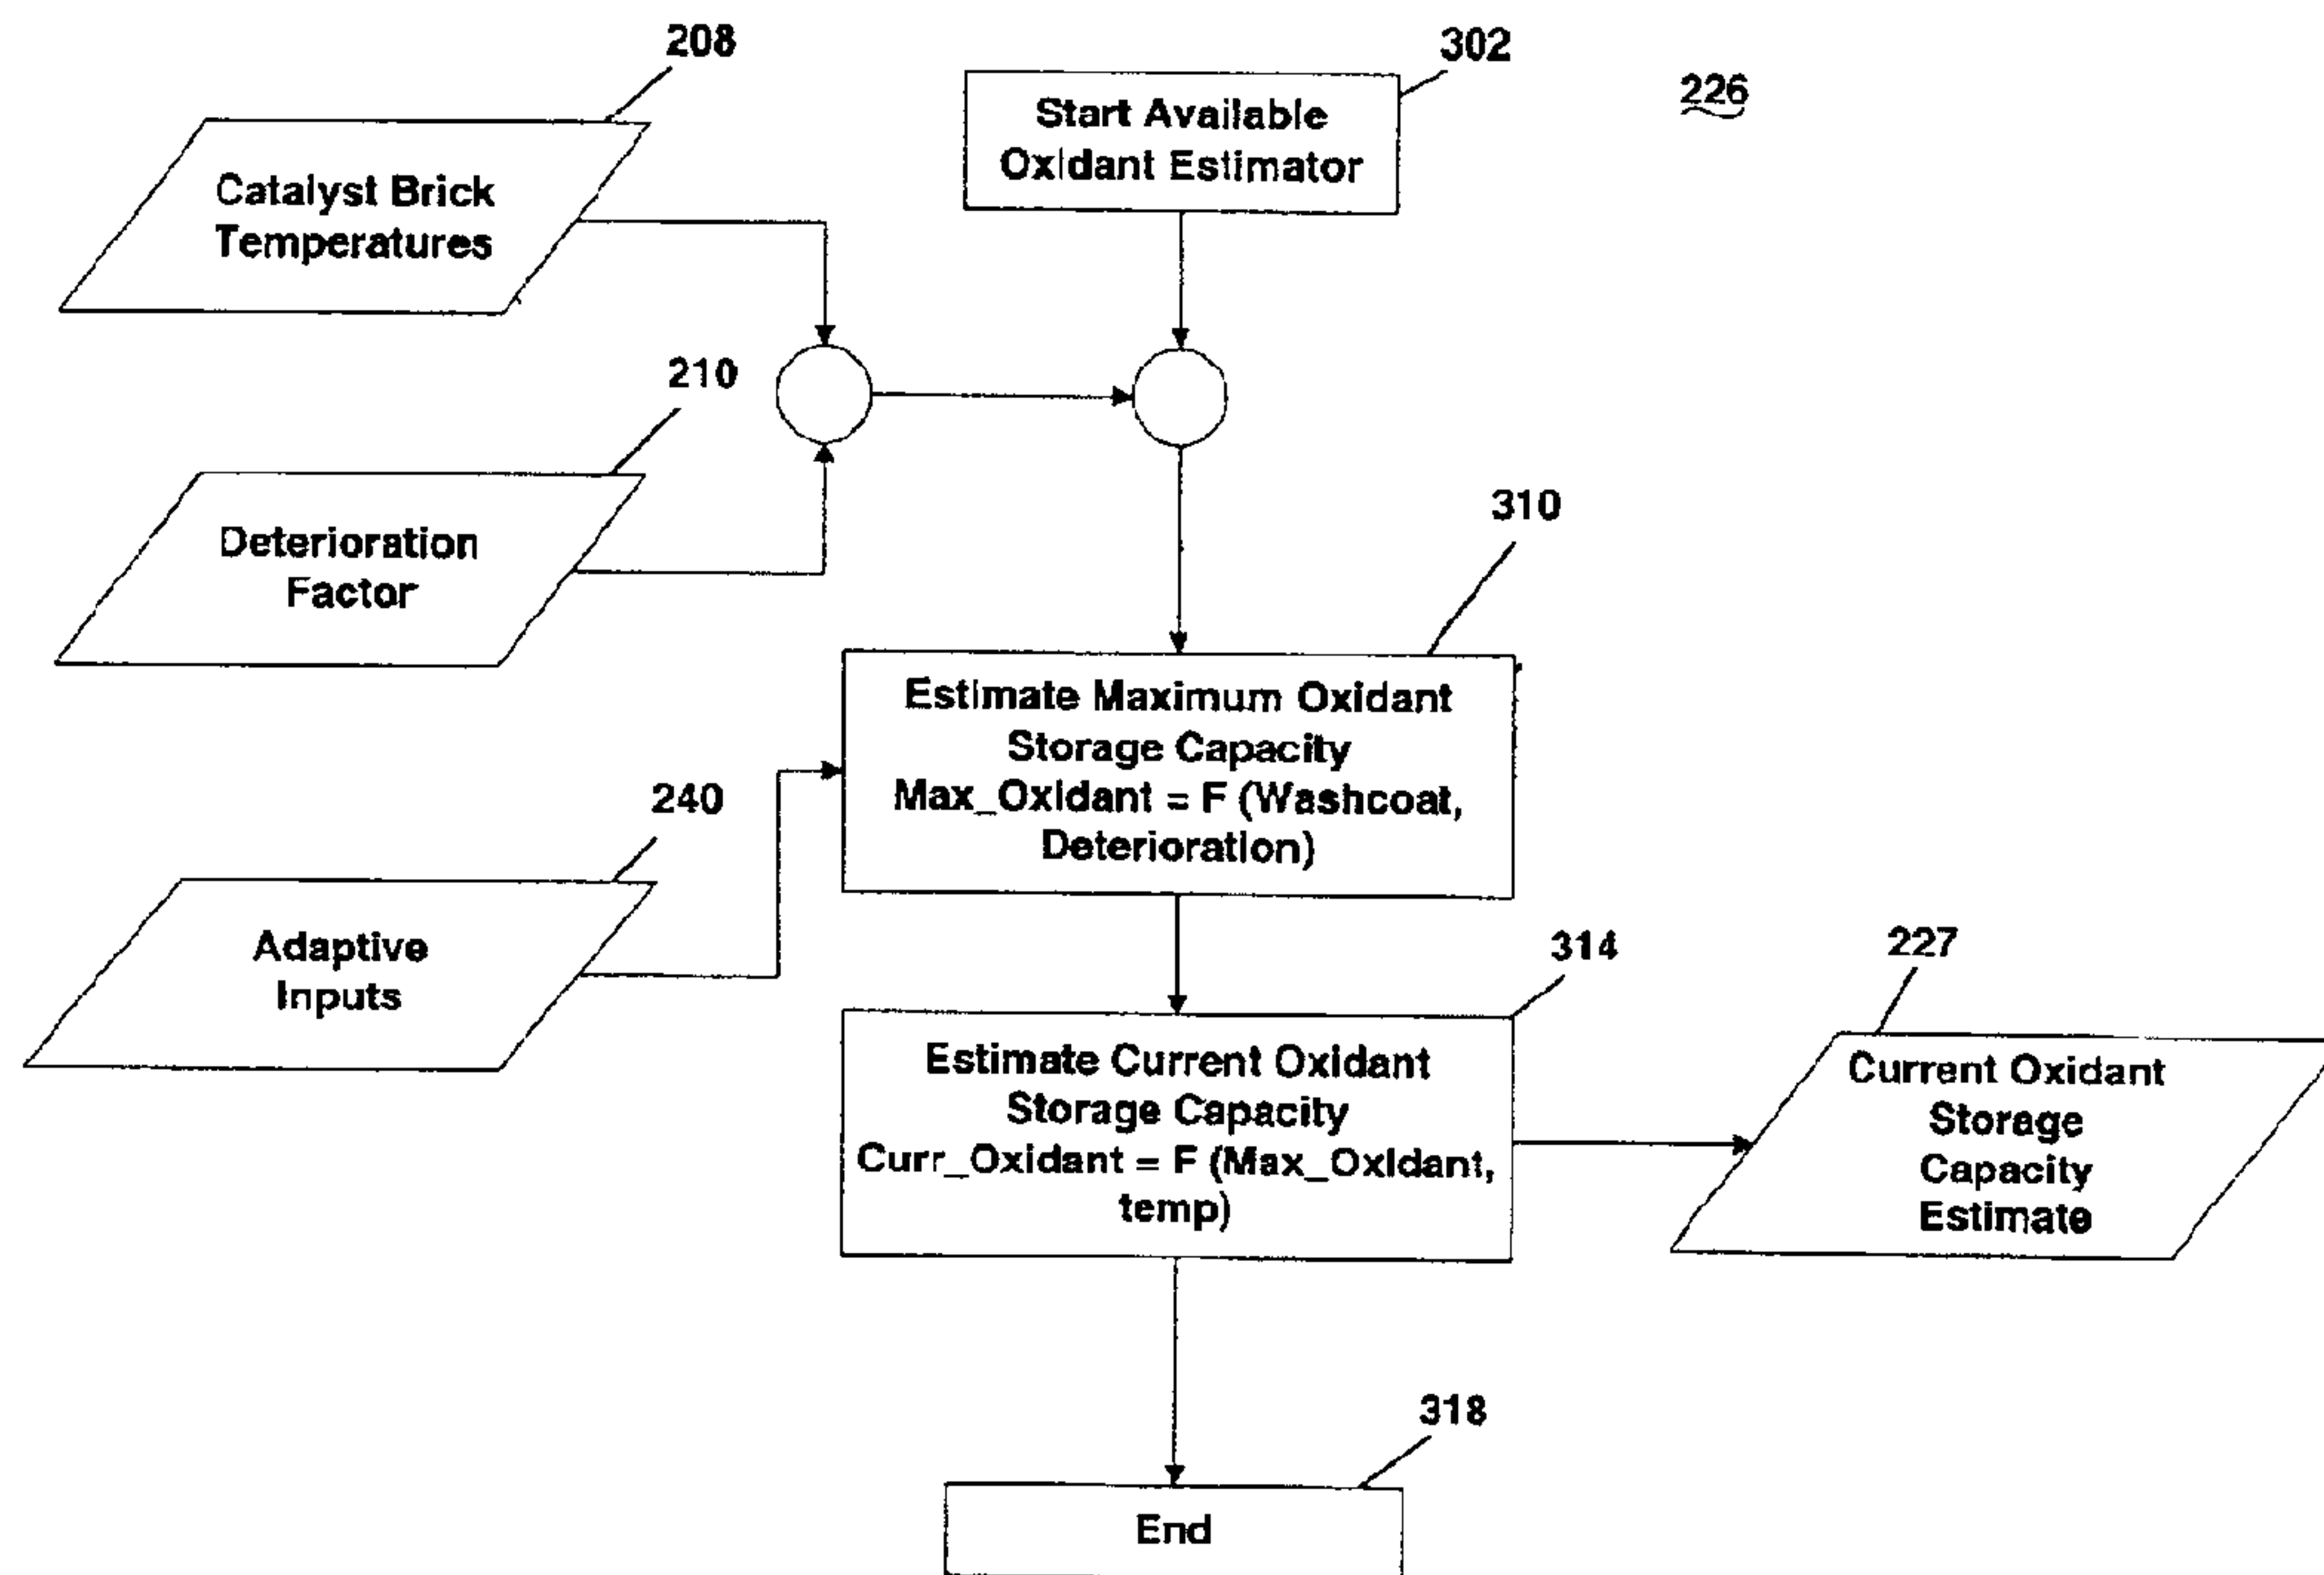 208
302
226
Start Available
Oxidant Estimator
Catalyst Brick
Temperatures
210
Deterioration
Factor
310
Estimate Maximum Oxidant
Storage Capacity
Max_Oxidant = F (Washcoat,
Deterioration)
240
Adaptive
Inputs
314
227
Estimate Current Oxidant
Storage Capacity
Curr_Oxidant = F (Max_Oxidant,
temp)
Current Oxidant
Storage
Capacity
Estimate
318
End